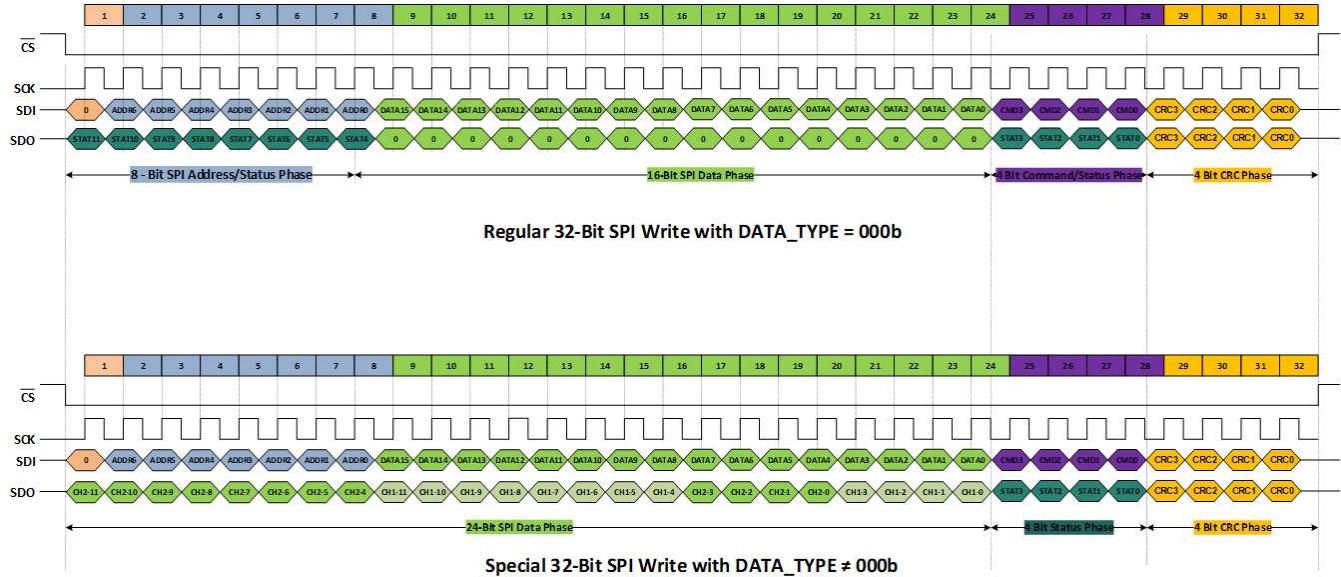 1 2 3 4 5 6 7 8 9 10 11 12 13 14 15 16 17 18 19 20 21 22 23 24 25 26 27 28 29 30 31 32
CS
SCK
SDI 0 ADDR6 ADDR5 ADDR4 ADDR3 ADDR2 ADDR1 ADDR0 DATA15 DATA14 DATA13 DATA12 DATA11 DATA10 DATA9 DATA8 DATA7 DATA6 DATA5 DATA4 DATA3 DATA2 DATA1 DATA0 CMD3 CMD2 CMD1 CMD0 CRC3 CRC2 CRC1 CRC0
SDO STAT11 STAT10 STAT9 STAT8 STAT7 STAT6 STAT5 STAT4 0 0 0 0 0 0 0 0 0 0 0 0 0 0 0 0 STAT3 STAT2 STAT1 STAT0 CRC3 CRC2 CRC1 CRC0
8 - Bit SPI Address/Status Phase 16-Bit SPI Data Phase 4 Bit Command/Status Phase 4 Bit CRC Phase
Regular 32-Bit SPI Write with DATA_TYPE = 000b
1 2 3 4 5 6 7 8 9 10 11 12 13 14 15 16 17 18 19 20 21 22 23 24 25 26 27 28 29 30 31 32
CS
SCK
SDI 0 ADDR6 ADDR5 ADDR4 ADDR3 ADDR2 ADDR1 ADDR0 DATA15 DATA14 DATA13 DATA12 DATA11 DATA10 DATA9 DATA8 DATA7 DATA6 DATA5 DATA4 DATA3 DATA2 DATA1 DATA0 CMD3 CMD2 CMD1 CMD0 CRC3 CRC2 CRC1 CRC0
SDO CH2-11 CH2-10 CH2-9 CH2-8 CH2-7 CH2-6 CH2-5 CH2-4 CH1-11 CH1-10 CH1-9 CH1-8 CH1-7 CH1-6 CH1-5 CH1-4 CH2-3 CH2-2 CH2-1 CH2-0 CH1-3 CH1-2 CH1-1 CH1-0 STAT3 STAT2 STAT1 STAT0 CRC3 CRC2 CRC1 CRC0
24-Bit SPI Data Phase 4 Bit Status Phase 4 Bit CRC Phase
Special 32-Bit SPI Write with DATA_TYPE ≠ 000b